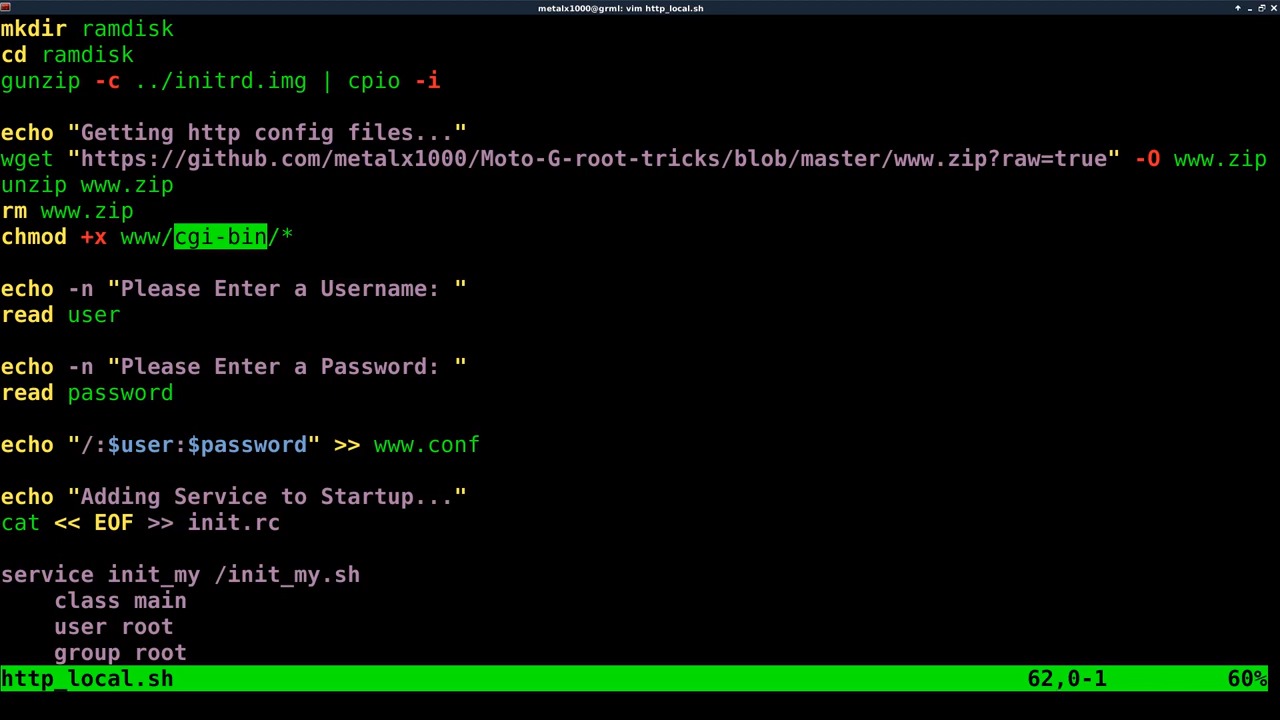 metalx1000@grml: vim http_local.sh
mkdir ramdisk
cd ramdisk
gunzip -c ../initrd.img | cpio -i
echo "Getting http config files..."
wget "https://github.com/metalx1000/Moto-G-root-tricks/blob/master/www.zip?raw=true" -O www.zip
unzip www.zip
rm www.zip
chmod +x www/cgi-bin/*
echo -n "Please Enter a Username: "
read user
echo -n "Please Enter a Password: "
read password
echo "/:$user:$password" >> www.conf
echo "Adding Service to Startup..."
cat << EOF >> init.rc
service init_my /init_my.sh
    class main
    user root
    group root
http_local.sh 62,0-1 60%